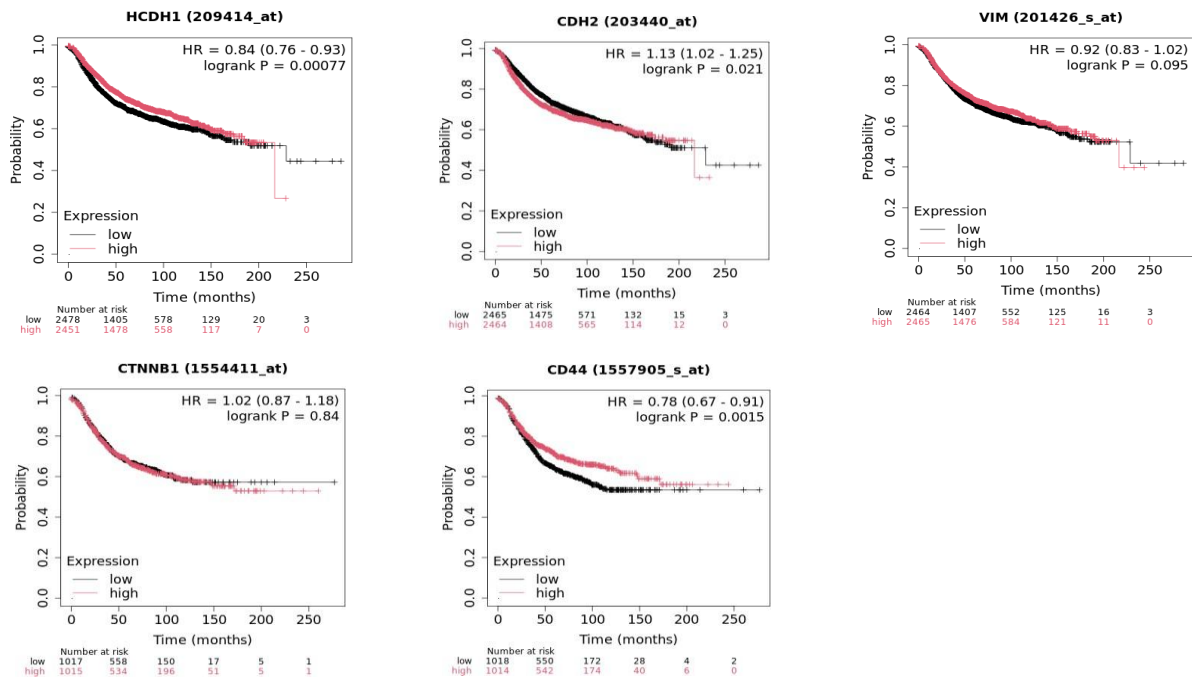 HCDH1 (209414_at)
HR = 0.84 (0.76 - 0.93)
logrank P = 0.00077
Probability
1.0
0.8
0.6
0.4
0.2
0.0
Expression
low
high
0 50 100 150 200 250
Time (months)
Number at risk
low 2478 1405 578 129 20 3
high 2451 1478 558 117 7 0
CDH2 (203440_at)
HR = 1.13 (1.02 - 1.25)
logrank P = 0.021
Probability
1.0
0.8
0.6
0.4
0.2
0.0
Expression
low
high
0 50 100 150 200 250
Time (months)
Number at risk
low 2465 1475 571 132 15 3
high 2464 1408 565 114 12 0
VIM (201426_s_at)
HR = 0.92 (0.83 - 1.02)
logrank P = 0.095
Probability
1.0
0.8
0.6
0.4
0.2
0.0
Expression
low
high
0 50 100 150 200 250
Time (months)
Number at risk
low 2464 1407 552 125 16 3
high 2465 1476 584 121 11 0
CTNNB1 (1554411_at)
HR = 1.02 (0.87 - 1.18)
logrank P = 0.84
Probability
1.0
0.8
0.6
0.4
0.2
0.0
Expression
low
high
0 50 100 150 200 250
Time (months)
Number at risk
low 1017 558 150 17 5 1
high 1015 534 196 51 5 1
CD44 (1557905_s_at)
HR = 0.78 (0.67 - 0.91)
logrank P = 0.0015
Probability
1.0
0.8
0.6
0.4
0.2
0.0
Expression
low
high
0 50 100 150 200 250
Time (months)
Number at risk
low 1018 550 172 28 4 2
high 1014 542 174 40 6 0